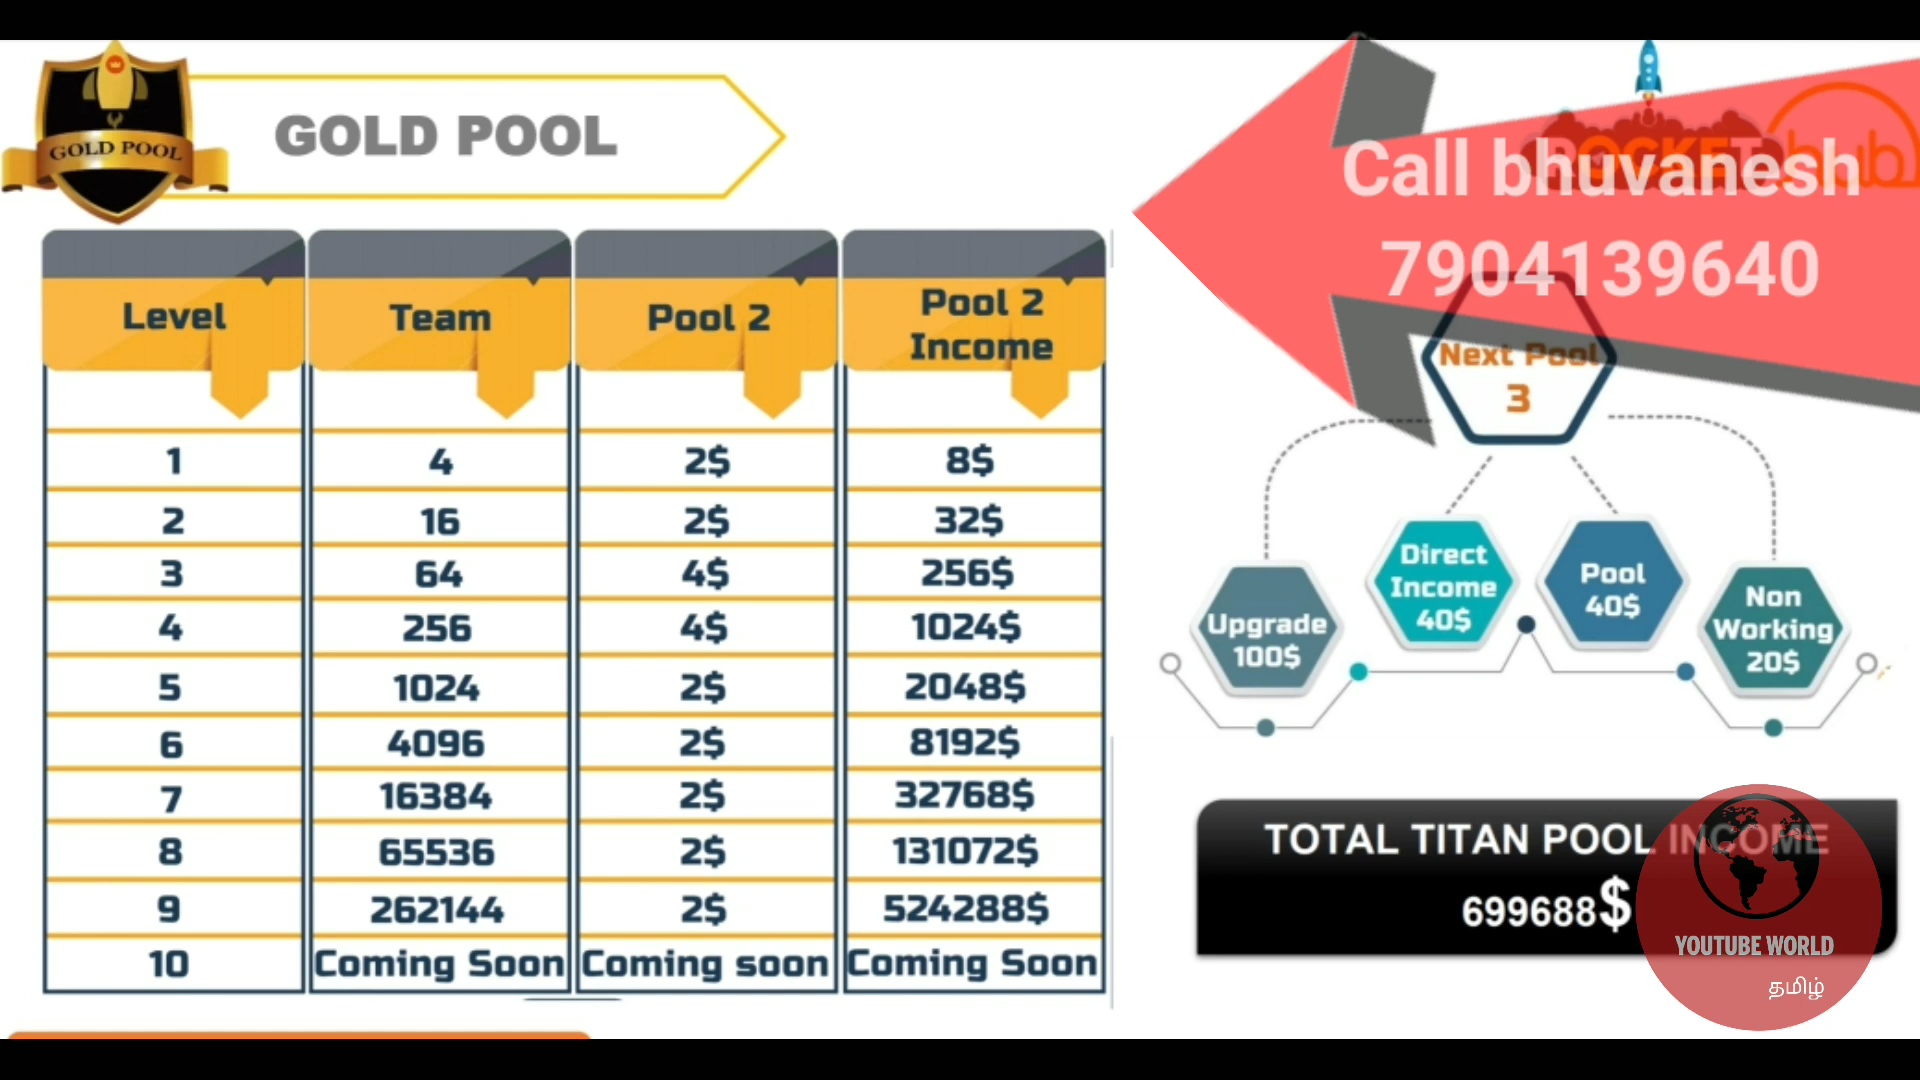 GOLD POOL
GOLD POOL
Call bhuvanesh
7904139640
ROCKET hub
Level Team Pool 2 Pool 2 Income
1 4 2$ 8$
2 16 2$ 32$
3 64 4$ 256$
4 256 4$ 1024$
5 1024 2$ 2048$
6 4096 2$ 8192$
7 16384 2$ 32768$
8 65536 2$ 131072$
9 262144 2$ 524288$
10 Coming Soon Coming soon Coming Soon
Next Pool
3
Upgrade
100$
Direct
Income
40$
Pool
40$
Non
Working
20$
TOTAL TITAN POOL INCOME
699688$
YOUTUBE WORLD
தமிழ்